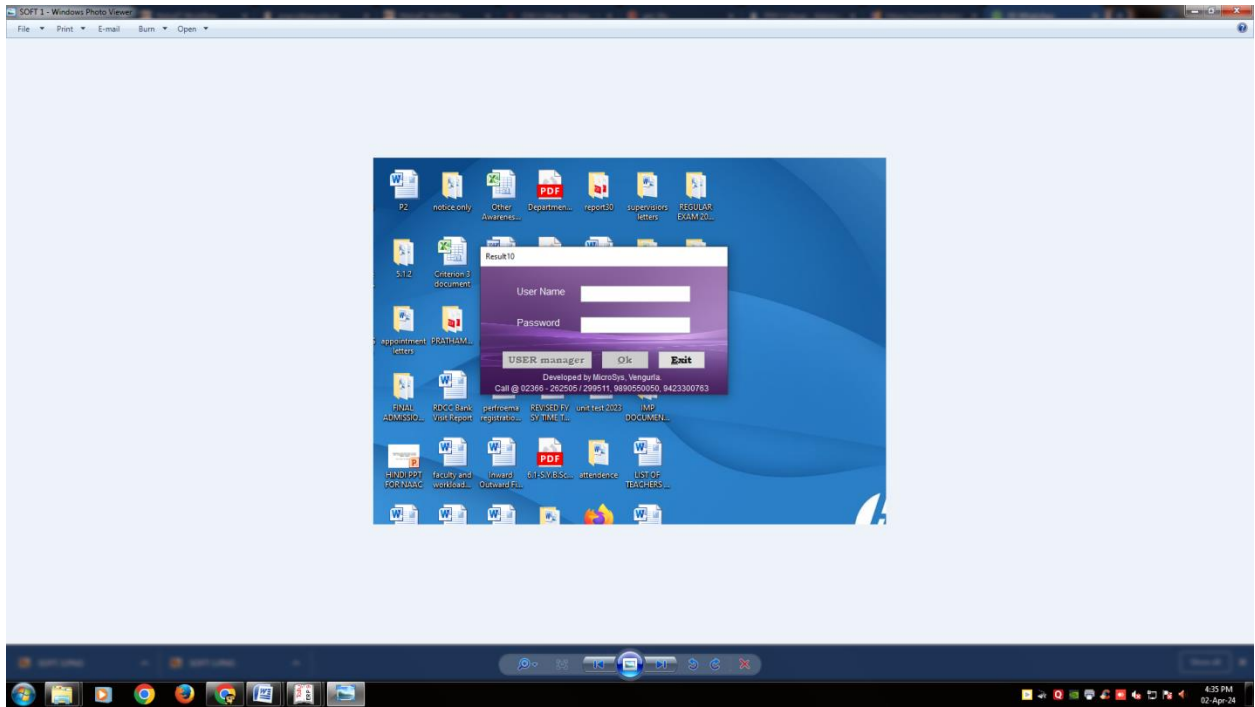 SOFT 1 - Windows Photo Viewer
File Print E-mail Burn Open
P2
notice only
Other Awarenes...
Departmen...
report30
supervisiors letters
REGULAR EXAM 20...
5.1.2
Criterion 3 document
Result10
User Name
Password
USER manager Ok Exit
Developed by MicroSys, Vengurla.
Call @ 02366 - 262505 / 299511, 9890550050, 9423300763
appointment letters
PRATHAM...
FINAL ADMISSIO...
RDCC Bank Visit Report
perfroema registratio...
REVISED FY SY TIME T...
unit test 2023
IMP DOCUMEN...
HINDI PPT FOR NAAC
faculty and workload...
Inward Outward Fi...
6.1-S.Y.B.Sc...
attendence
LIST OF TEACHERS ...
4:35 PM
02-Apr-24